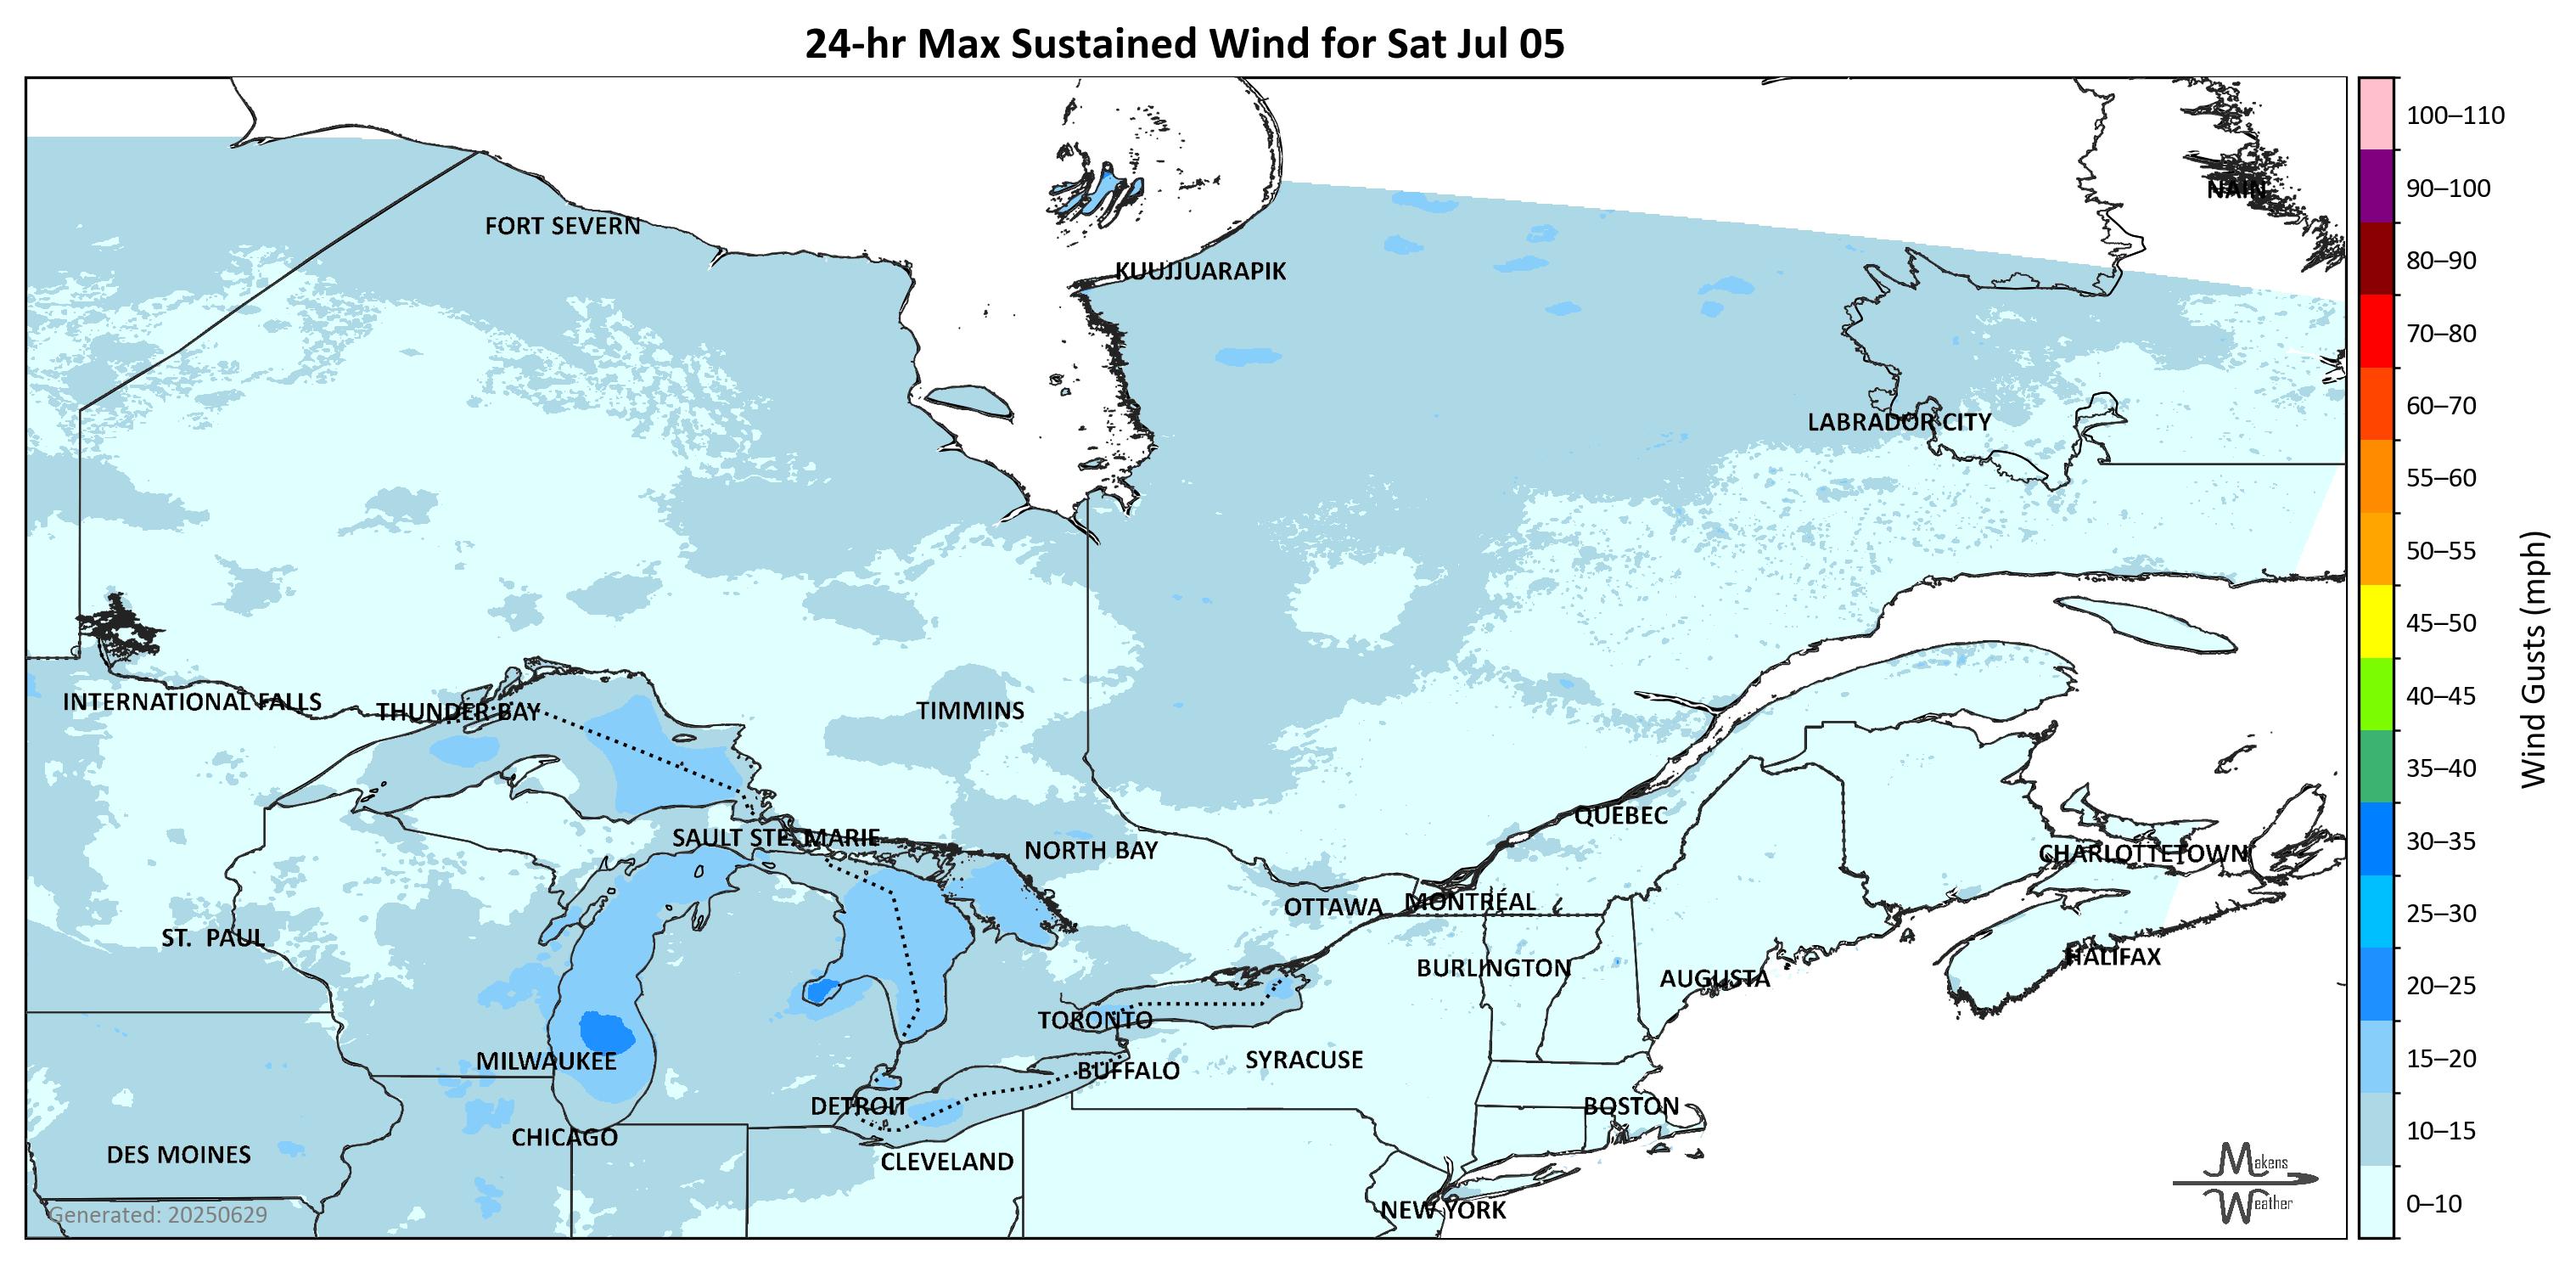 24-hr Max Sustained Wind for Sat Jul 05
100–110
90–100
NAIN
FORT SEVERN
80–90
KUUJJUARAPIK
70–80
60–70
LABRADOR CITY
55–60
50–55
45–50
Wind Gusts (mph)
40–45
INTERNATIONAL FALLS
THUNDER BAY
TIMMINS
35–40
QUEBEC
30–35
SAULT STE. MARIE
NORTH BAY
CHARLOTTETOWN
OTTAWA
MONTRÉAL
25–30
ST. PAUL
HALIFAX
BURLINGTON
AUGUSTA
20–25
TORONTO
MILWAUKEE
SYRACUSE
15–20
BUFFALO
DETROIT
BOSTON
CHICAGO
10–15
DES MOINES
CLEVELAND
Makens
Weather
0–10
NEW YORK
Generated: 20250629